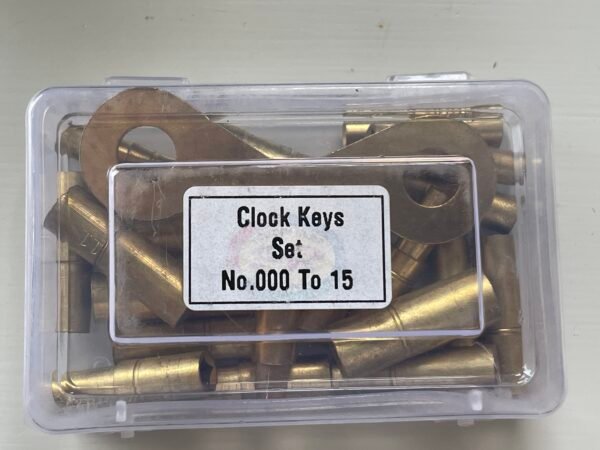 Clock Keys
Set
No.000 To 15